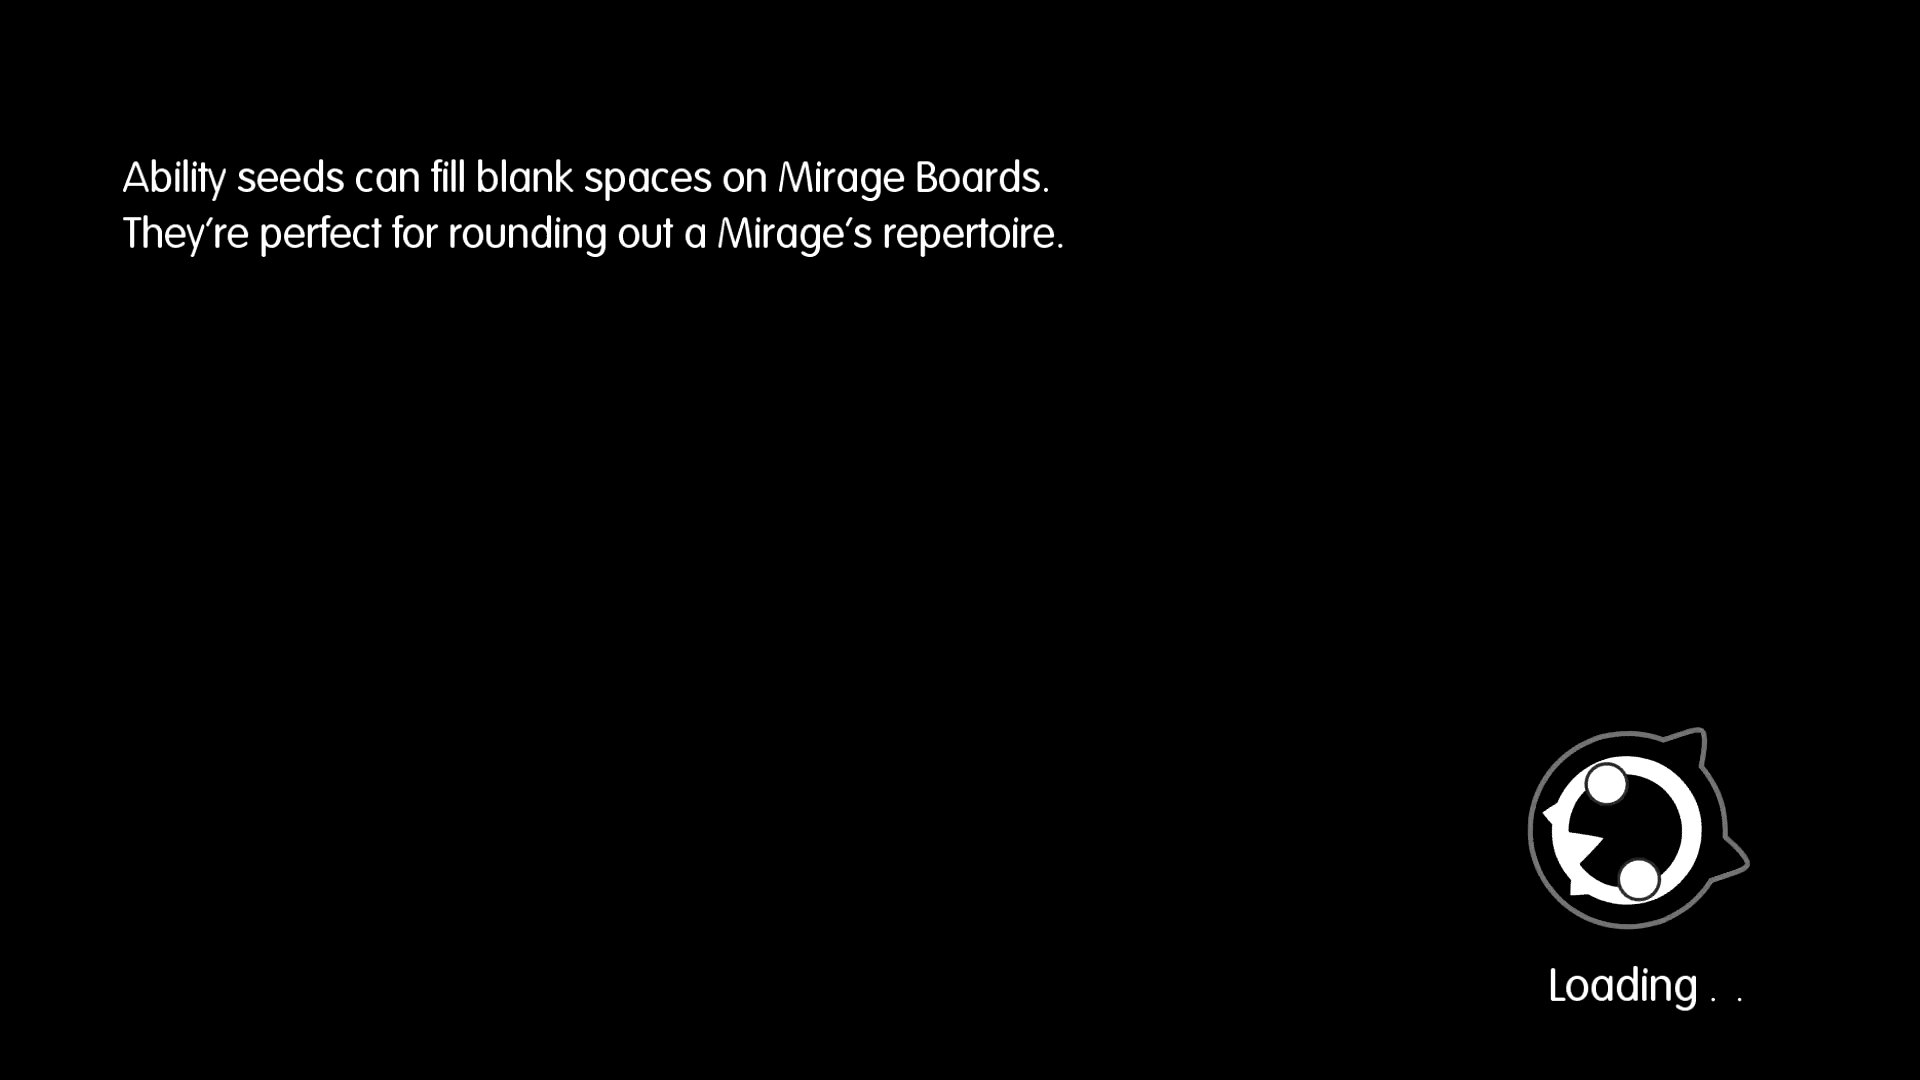 Ability seeds can fill blank spaces on Mirage Boards.
They're perfect for rounding out a Mirage's repertoire.
Loading . .